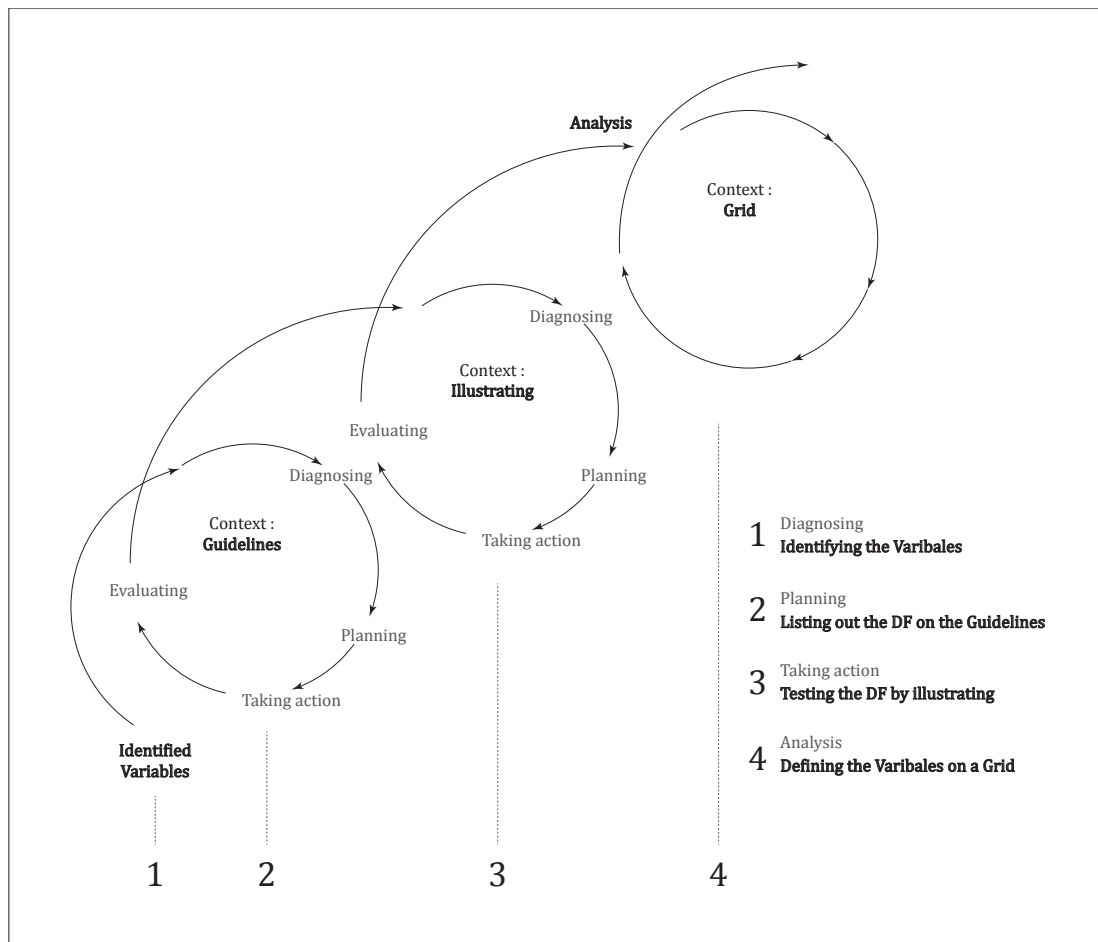 Analysis
Context :
Grid
Diagnosing
Context :
Illustrating
Evaluating
Planning
Taking action
Diagnosing
Context :
Guidelines
Evaluating
Planning
Taking action
Identified
Variables
1
2
3
4
1
Diagnosing
Identifying the Varibales
2
Planning
Listing out the DF on the Guidelines
3
Taking action
Testing the DF by illustrating
4
Analysis
Defining the Varibales on a Grid